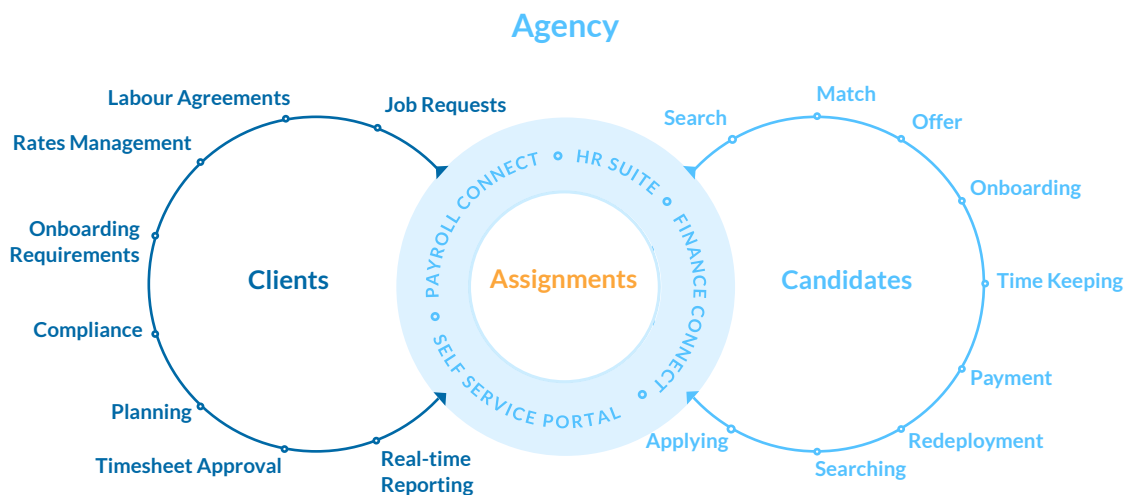 Agency
Labour Agreements
Job Requests
Rates Management
Onboarding
Requirements
Clients
Compliance
Planning
Timesheet Approval
Real-time
Reporting
PAYROLL CONNECT
HR SUITE
FINANCE CONNECT
SELF SERVICE PORTAL
Assignments
Search
Match
Offer
Onboarding
Candidates
Time Keeping
Payment
Redeployment
Searching
Applying